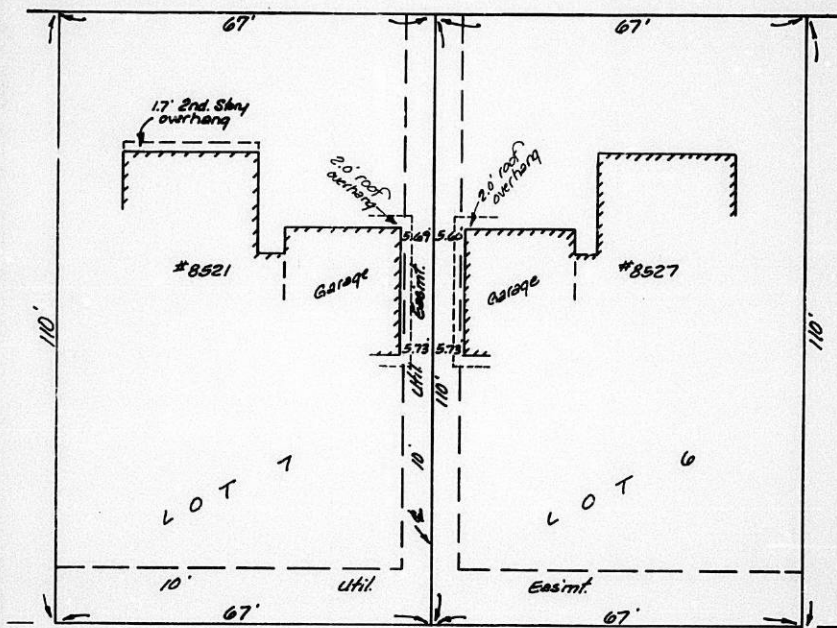 67'
67'
1.7' 2nd. Story
overhang
2.0' roof
overhang
2.0' roof
overhang
5.69'
5.60'
#8521
Garage
Easmt.
Garage
#8527
110'
5.73'
5.73'
110'
Util
110'
10'
LOT 7
LOT 6
10' Util. Easmt.
67'
67'